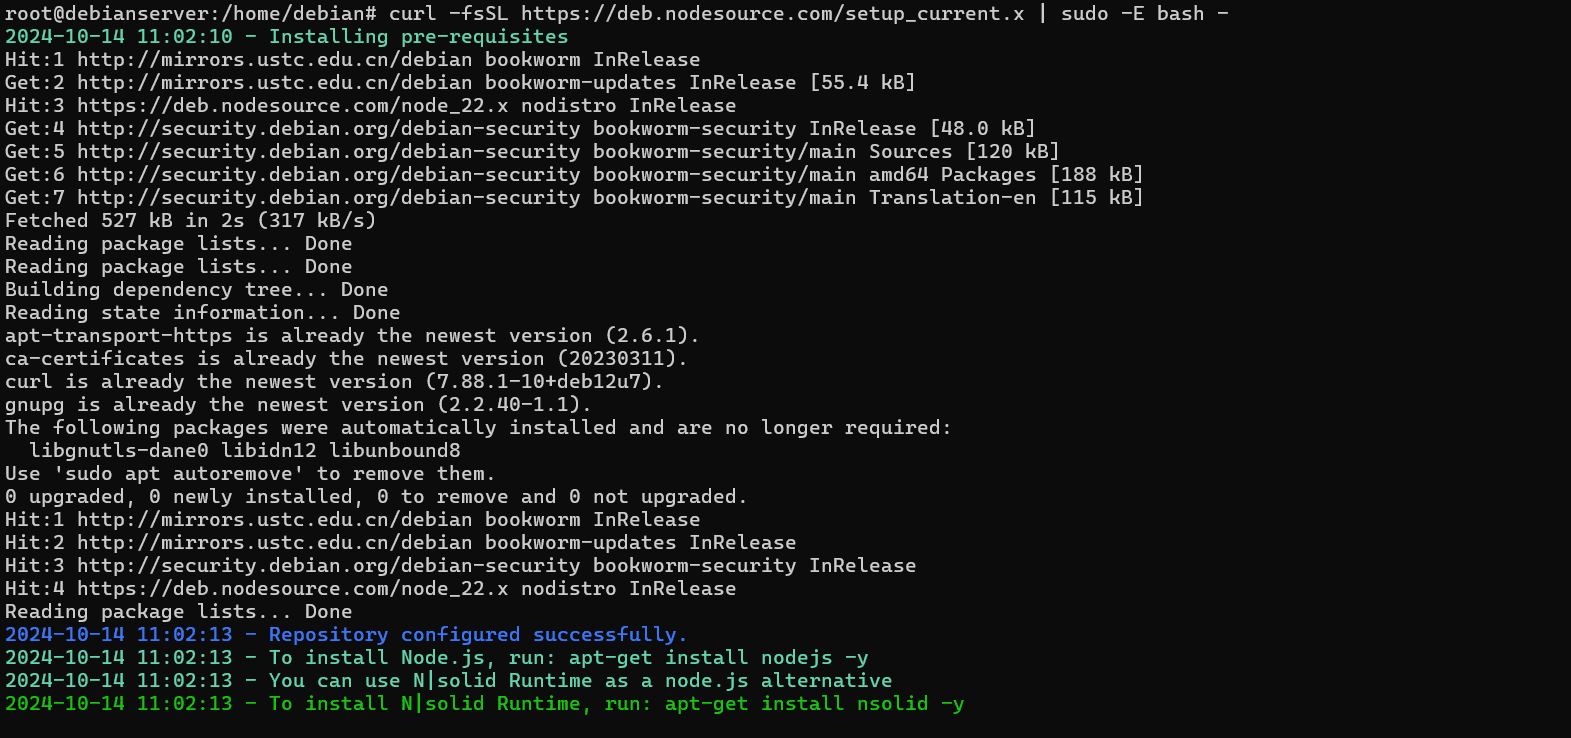 root@debianserver:/home/debian# curl -fsSL https://deb.nodesource.com/setup_current.x | sudo -E bash -
2024-10-14 11:02:10 - Installing pre-requisites
Hit:1 http://mirrors.ustc.edu.cn/debian bookworm InRelease
Get:2 http://mirrors.ustc.edu.cn/debian bookworm-updates InRelease [55.4 kB]
Hit:3 https://deb.nodesource.com/node_22.x nodistro InRelease
Get:4 http://security.debian.org/debian-security bookworm-security InRelease [48.0 kB]
Get:5 http://security.debian.org/debian-security bookworm-security/main Sources [120 kB]
Get:6 http://security.debian.org/debian-security bookworm-security/main amd64 Packages [188 kB]
Get:7 http://security.debian.org/debian-security bookworm-security/main Translation-en [115 kB]
Fetched 527 kB in 2s (317 kB/s)
Reading package lists... Done
Reading package lists... Done
Building dependency tree... Done
Reading state information... Done
apt-transport-https is already the newest version (2.6.1).
ca-certificates is already the newest version (20230311).
curl is already the newest version (7.88.1-10+deb12u7).
gnupg is already the newest version (2.2.40-1.1).
The following packages were automatically installed and are no longer required:
  libgnutls-dane0 libidn12 libunbound8
Use 'sudo apt autoremove' to remove them.
0 upgraded, 0 newly installed, 0 to remove and 0 not upgraded.
Hit:1 http://mirrors.ustc.edu.cn/debian bookworm InRelease
Hit:2 http://mirrors.ustc.edu.cn/debian bookworm-updates InRelease
Hit:3 http://security.debian.org/debian-security bookworm-security InRelease
Hit:4 https://deb.nodesource.com/node_22.x nodistro InRelease
Reading package lists... Done
2024-10-14 11:02:13 - Repository configured successfully.
2024-10-14 11:02:13 - To install Node.js, run: apt-get install nodejs -y
2024-10-14 11:02:13 - You can use N|solid Runtime as a node.js alternative
2024-10-14 11:02:13 - To install N|solid Runtime, run: apt-get install nsolid -y